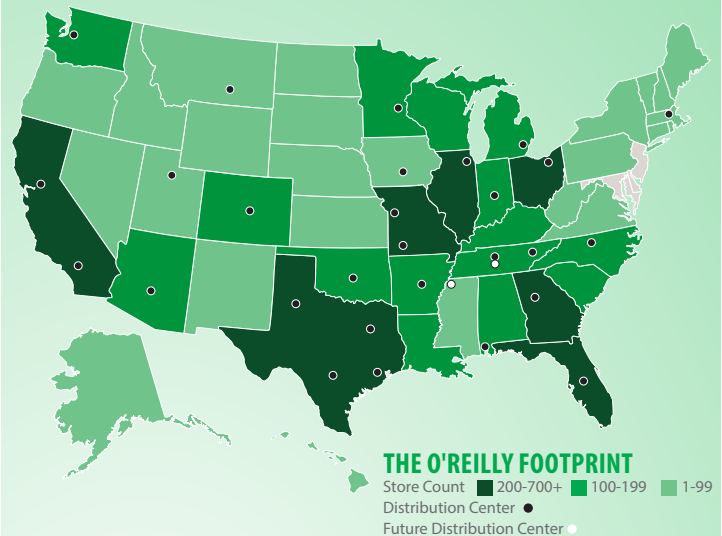 THE O'REILLY FOOTPRINT
Store Count 200-700+ 100-199 1-99
Distribution Center
Future Distribution Center